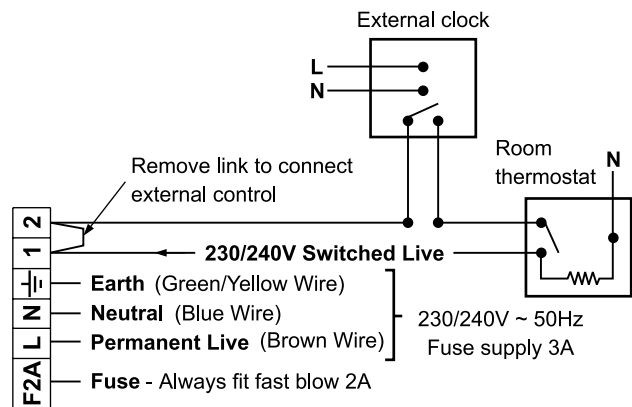 External clock
L
N
Room
thermostat
N
Remove link to connect
external control
2
1
230/240V Switched Live
Earth (Green/Yellow Wire)
N
Neutral (Blue Wire)
L
Permanent Live (Brown Wire)
230/240V ~ 50Hz
Fuse supply 3A
F2A
Fuse - Always fit fast blow 2A